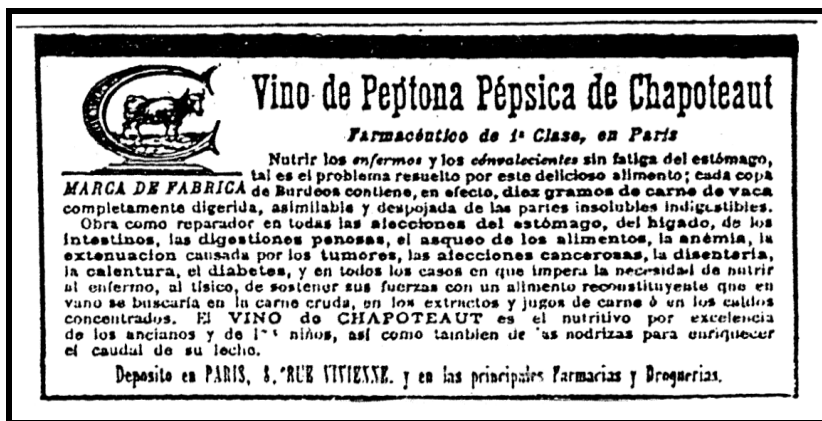 Vino de Peptona Pépsica de Chapoteaut
Farmacéutico de 1ª Clase, en París
Nutrir los enfermos y los convalecientes sin fatiga del estómago,
tal es el problema resuelto por este delicioso alimento; cada copa
MARCA DE FABRICA de Burdeos contiene, en efecto, diez gramos de carne de vaca
completamente digerida, asimilable y despojada de las partes insolubles indigestibles.
Obra como reparador en todas las afecciones del estómago, del hígado, de los
intestinos, las digestiones penosas, el asqueo de los alimentos, la anémia, la
extenuacion causada por los tumores, las afecciones cancerosas, la disenteria,
la calentura, el diabetes, y en todos los casos en que impera la necesidad de nutrir
al enfermo, al tísico, de sostener sus fuerzas con un alimento reconstituyente que en
vano se buscaría en la carne cruda, en los extractos y jugos de carne ó en los caldos
concentrados. El VINO de CHAPOTEAUT es el nutritivo por excelencia
de los ancianos y de niños, así como tambien de las nodrizas para enriquecer
el caudal de su leche.
Deposito en PARIS, 8, RUE VIVIENNE. y en las principales Farmacias y Droguerias.